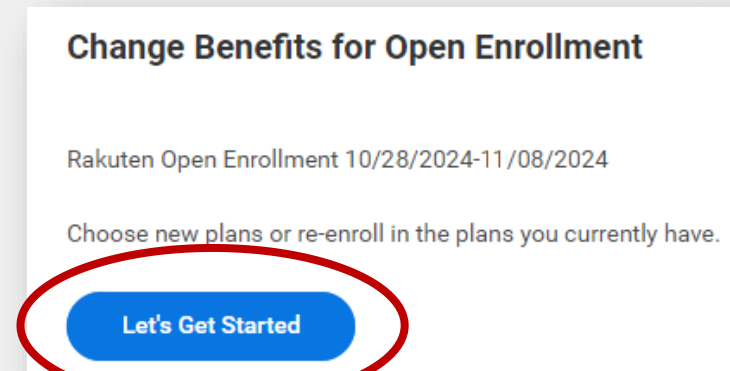 Change Benefits for Open Enrollment
Rakuten Open Enrollment 10/28/2024-11/08/2024
Choose new plans or re-enroll in the plans you currently have.
Let's Get Started